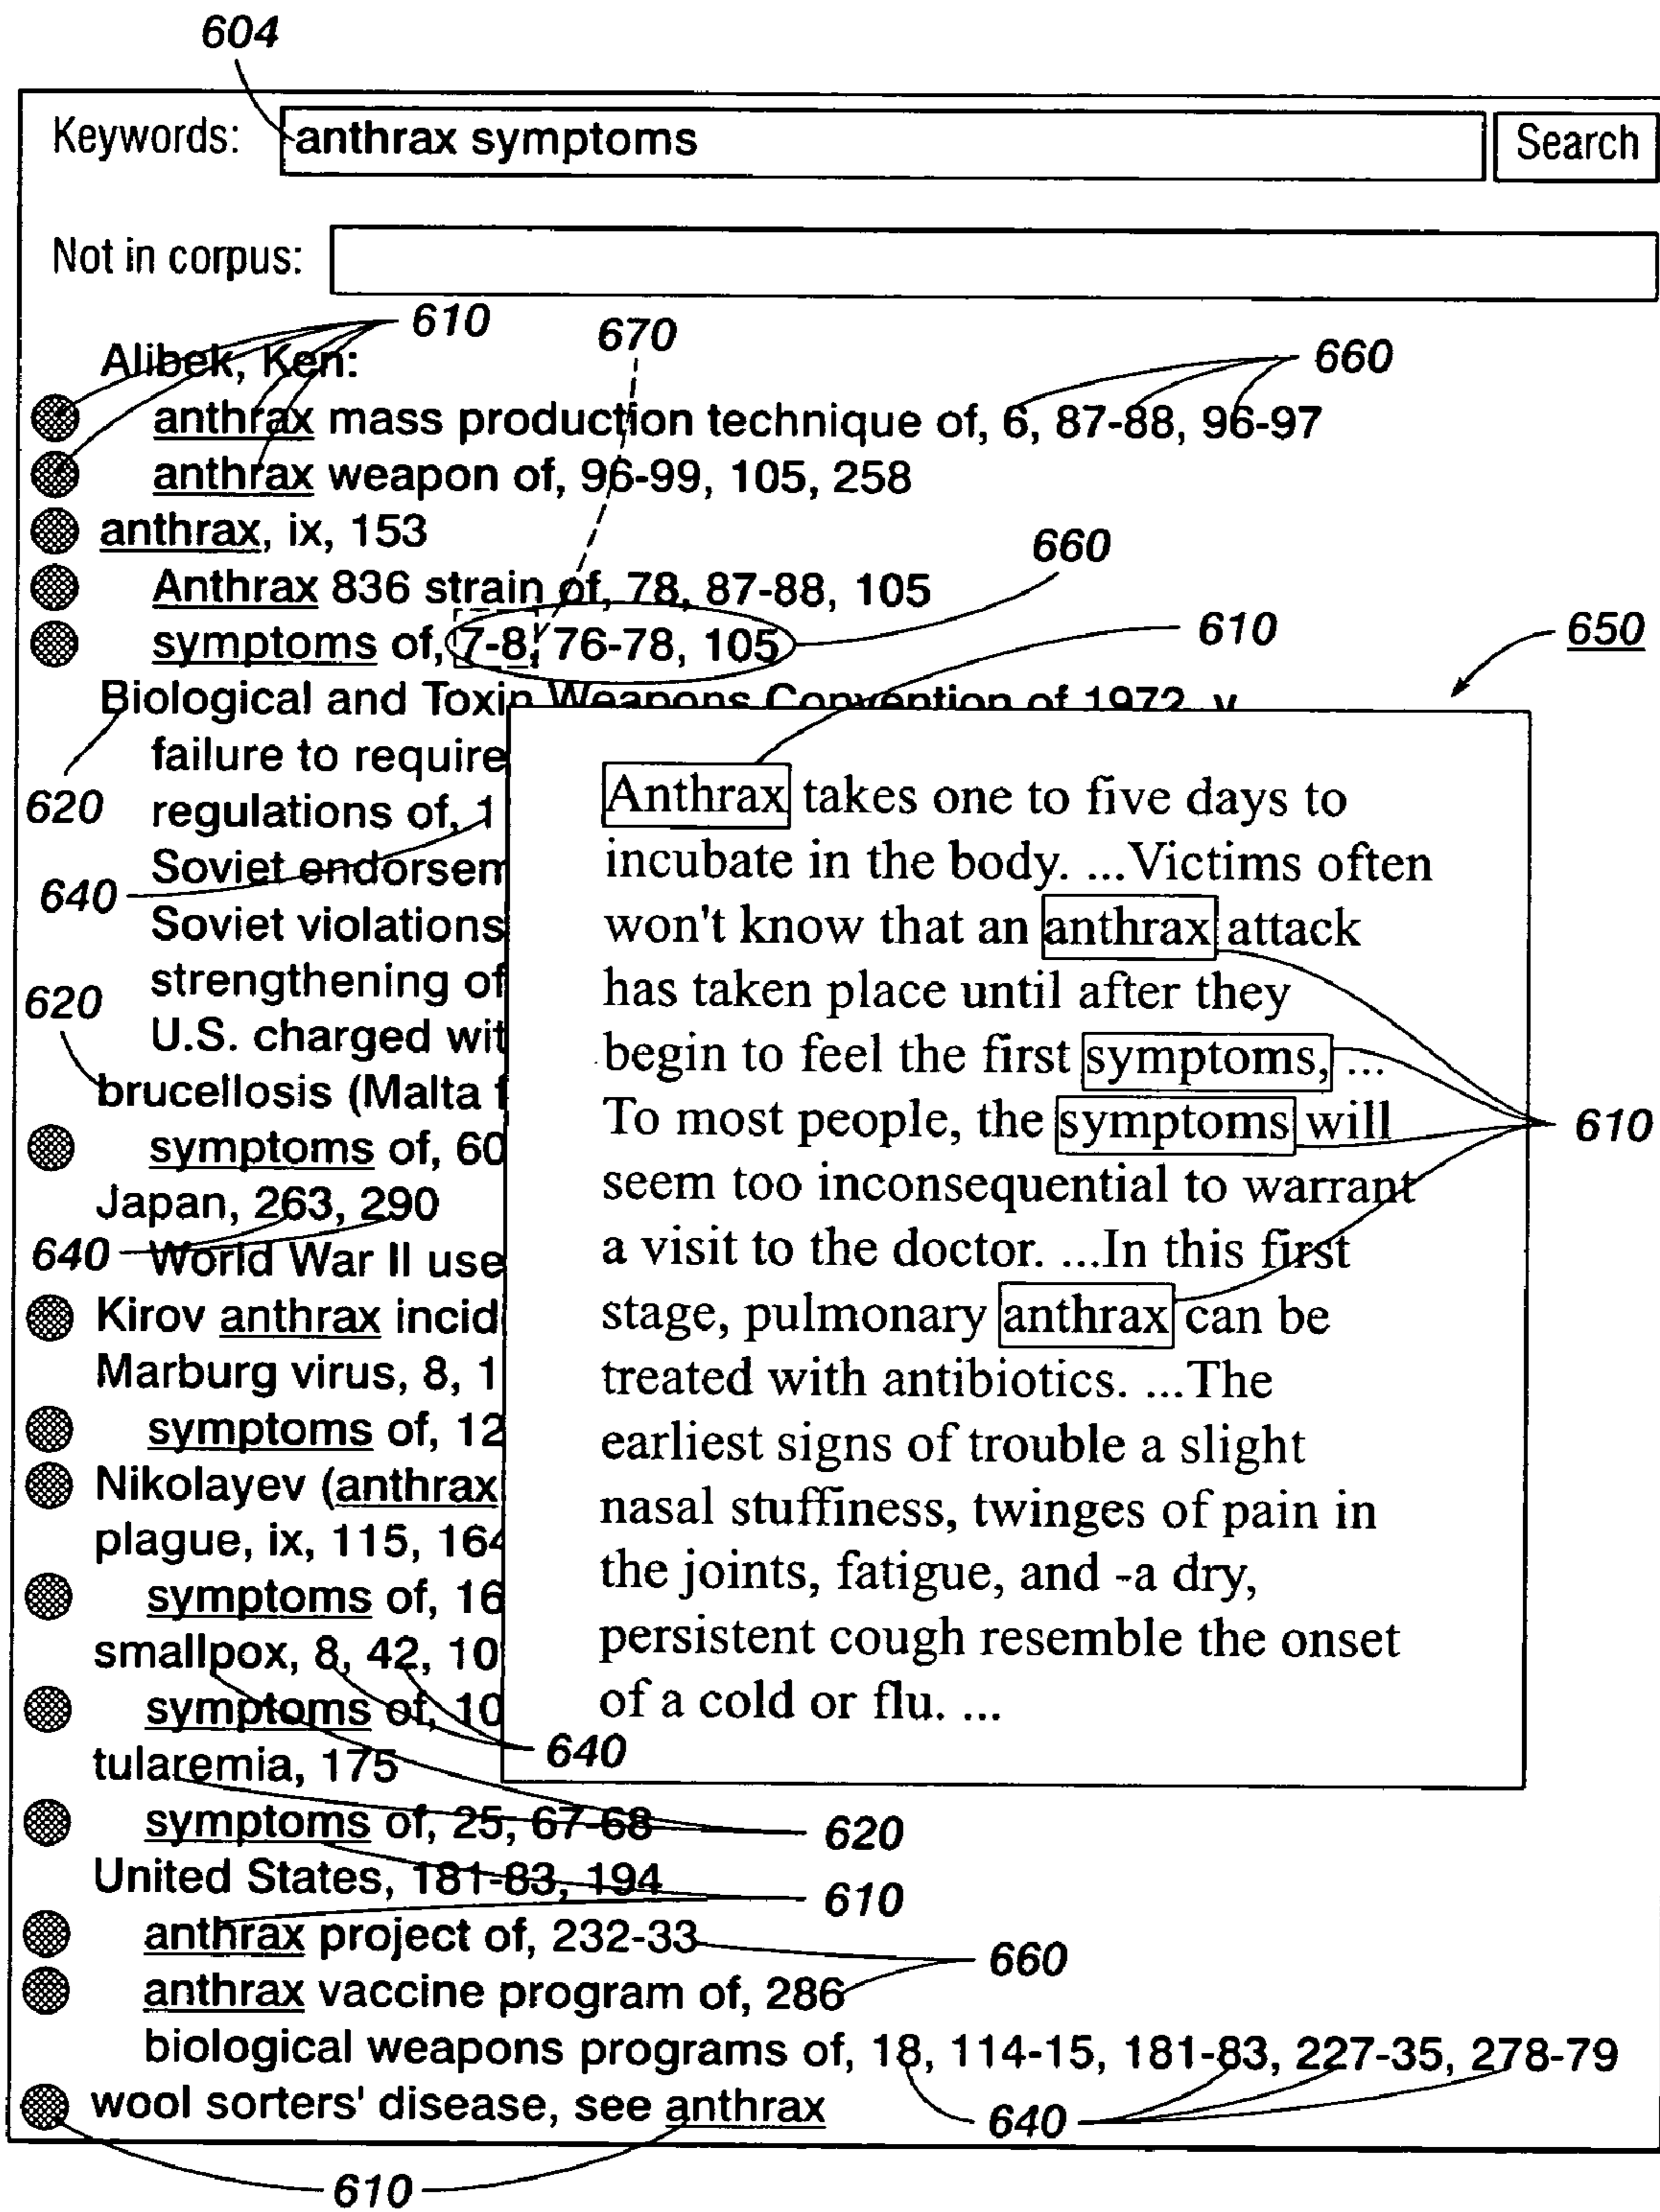 604
Keywords: anthrax symptoms Search
Not in corpus:
610 670
Alibek, Ken: 660
anthrax mass production technique of, 6, 87-88, 96-97
anthrax weapon of, 96-99, 105, 258
anthrax, ix, 153
660
Anthrax 836 strain of, 78, 87-88, 105
symptoms of, 7-8, 76-78, 105 610 650
Biological and Toxin Weapons Convention of 1972, v
failure to require
620 regulations of, 1
640 Soviet endorsem
Soviet violations
620 strengthening of
U.S. charged wit
brucellosis (Malta f
symptoms of, 60
Japan, 263, 290
640 World War II use
Kirov anthrax incid
Marburg virus, 8, 1
symptoms of, 12
Nikolayev (anthrax
plague, ix, 115, 164
symptoms of, 16
smallpox, 8, 42, 10
symptoms of, 10
tularemia, 175
symptoms of, 25, 67-68 620
United States, 181-83, 194
610
anthrax project of, 232-33
660
anthrax vaccine program of, 286
biological weapons programs of, 18, 114-15, 181-83, 227-35, 278-79
wool sorters' disease, see anthrax 640
610
Anthrax takes one to five days to
incubate in the body. ...Victims often
won't know that an anthrax attack
has taken place until after they
begin to feel the first symptoms, ...
To most people, the symptoms will
610
seem too inconsequential to warrant
a visit to the doctor. ...In this first
stage, pulmonary anthrax can be
treated with antibiotics. ...The
earliest signs of trouble a slight
nasal stuffiness, twinges of pain in
the joints, fatigue, and -a dry,
persistent cough resemble the onset
of a cold or flu. ...
640